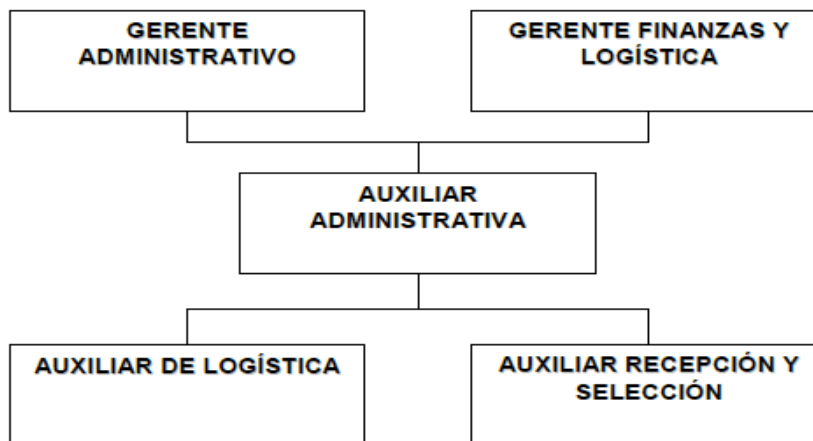 GERENTE
ADMINISTRATIVO
GERENTE FINANZAS Y
LOGÍSTICA
AUXILIAR
ADMINISTRATIVA
AUXILIAR DE LOGÍSTICA
AUXILIAR RECEPCIÓN Y
SELECCIÓN